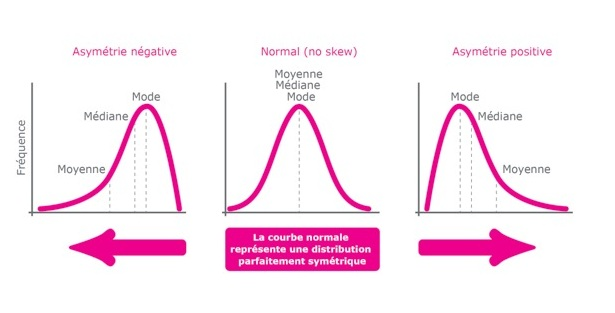 Asymétrie négative
Normal (no skew)
Asymétrie positive
Moyenne
Médiane
Mode
Mode
Médiane
Moyenne
Mode
Médiane
Moyenne
Fréquence
La courbe normale
représente une distribution
parfaitement symétrique